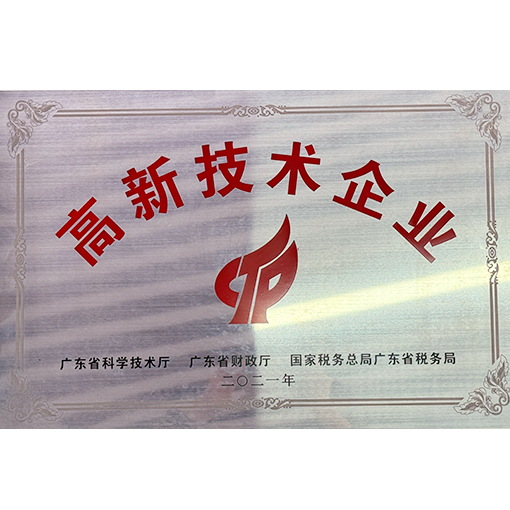 高新技术企业
广东省科学技术厅 广东省财政厅 国家税务总局广东省税务局
二〇二一年